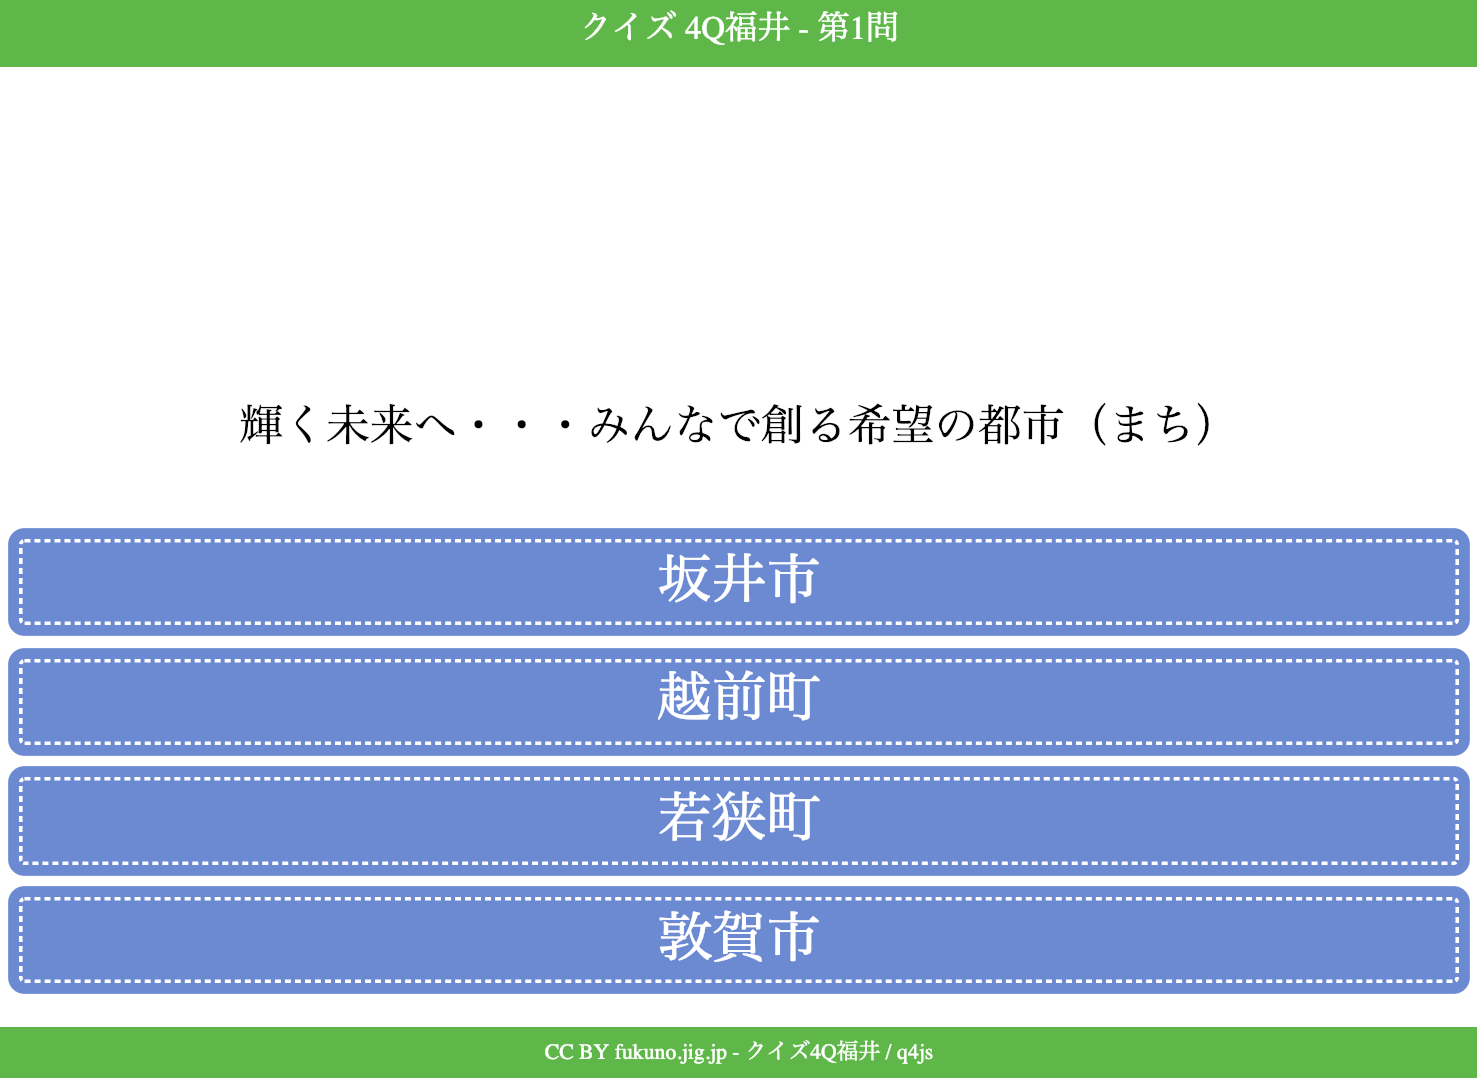 クイズ 4Q福井 - 第1問
輝く未来へ・・・みんなで創る希望の都市（まち）
坂井市
越前町
若狭町
敦賀市
CC BY fukuno.jig.jp - クイズ4Q福井 / q4js